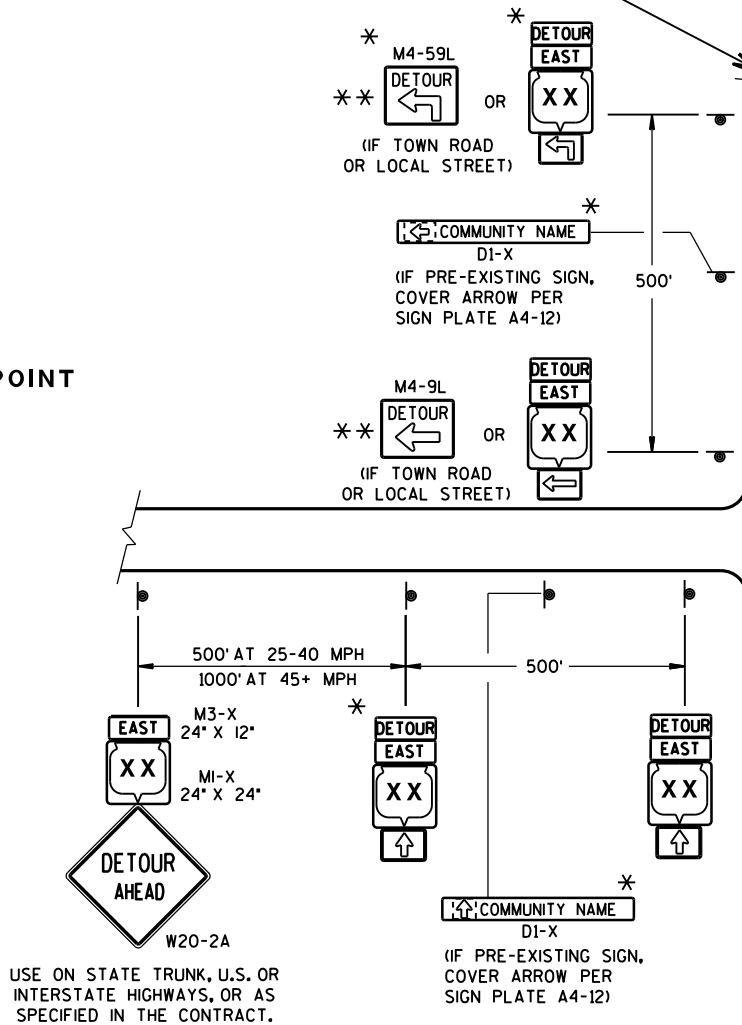 *
M4-59L
DETOUR
**
OR
(IF TOWN ROAD
OR LOCAL STREET)
*
DETOUR
EAST
XX
*
COMMUNITY NAME
D1-X
(IF PRE-EXISTING SIGN,
COVER ARROW PER
SIGN PLATE A4-12)
500'
POINT
M4-9L
DETOUR
**
OR
(IF TOWN ROAD
OR LOCAL STREET)
DETOUR
EAST
XX
500' AT 25-40 MPH
1000' AT 45+ MPH
500'
EAST
M3-X
24" X 12"
XX
M1-X
24" X 24"
DETOUR
AHEAD
W20-2A
USE ON STATE TRUNK, U.S. OR
INTERSTATE HIGHWAYS, OR AS
SPECIFIED IN THE CONTRACT.
*
DETOUR
EAST
XX
*
COMMUNITY NAME
D1-X
(IF PRE-EXISTING SIGN,
COVER ARROW PER
SIGN PLATE A4-12)
DETOUR
EAST
XX